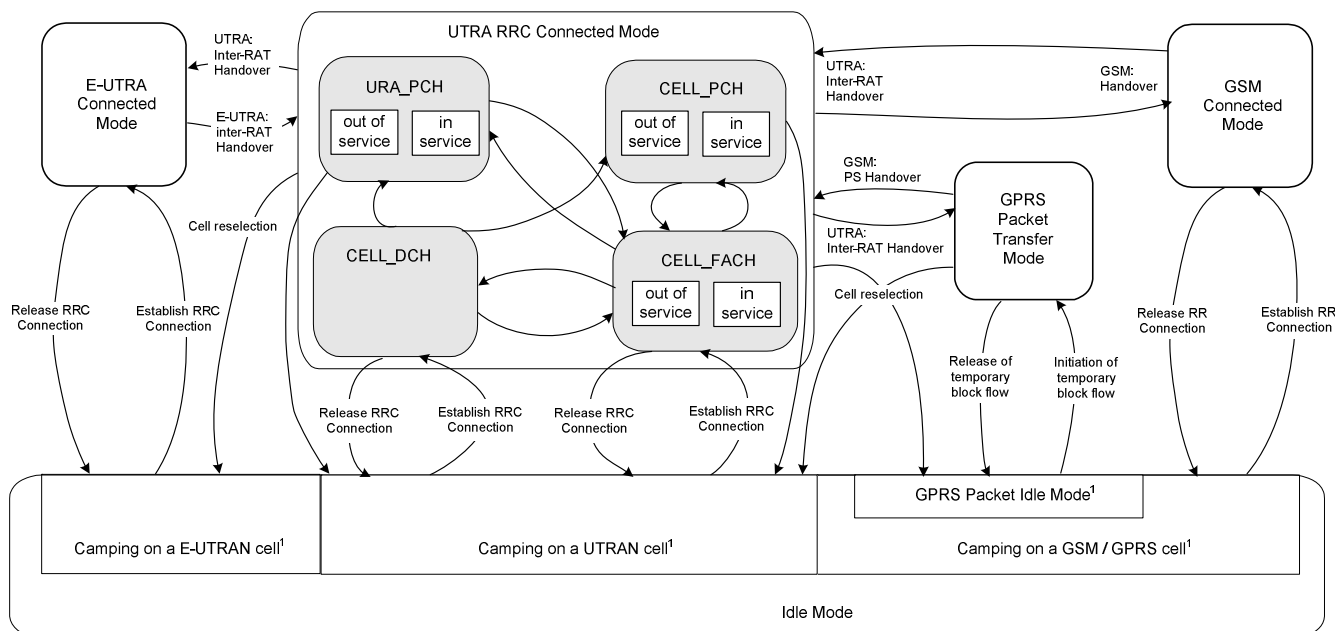 UTRA RRC Connected Mode
E-UTRA
Connected
Mode
UTRA:
Inter-RAT
Handover
E-UTRA:
inter-RAT
Handover
URA_PCH
out of
service
in
service
CELL_PCH
out of
service
in
service
CELL_DCH
CELL_FACH
out of
service
in
service
UTRA:
Inter-RAT
Handover
GSM:
Handover
GSM
Connected
Mode
GSM:
PS Handover
UTRA:
Inter-RAT Handover
GPRS
Packet
Transfer
Mode
Cell reselection
Cell reselection
Release RRC
Connection
Establish RRC
Connection
Release RRC
Connection
Establish RRC
Connection
Release RRC
Connection
Establish RRC
Connection
Release of
temporary
block flow
Initiation of
temporary
block flow
Release RR
Connection
Establish RR
Connection
GPRS Packet Idle Mode¹
Camping on a E-UTRAN cell¹
Camping on a UTRAN cell¹
Camping on a GSM / GPRS cell¹
Idle Mode